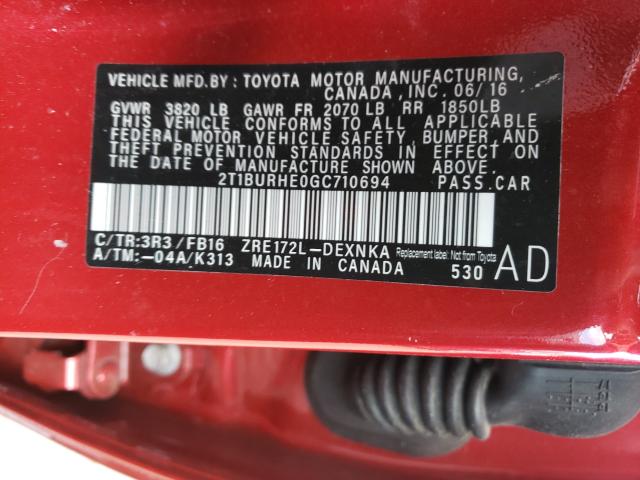 VEHICLE MFD.BY: TOYOTA MOTOR MANUFACTURING,
CANADA, INC. 06/16
GVWR 3820 LB GAWR FR 2070 LB RR 1850LB
THIS VEHICLE CONFORMS TO ALL APPLICABLE
FEDERAL MOTOR VEHICLE SAFETY, BUMPER, AND
THEFT PREVENTION STANDARDS IN EFFECT ON
THE DATE OF MANUFACTURE SHOWN ABOVE.
2T1BURHE0GC710694 PASS.CAR
C/TR:3R3/FB16 ZRE172L-DEXNKA Replacement label: Not from Toyota
A/TM:-04A/K313 MADE IN CANADA 530 AD